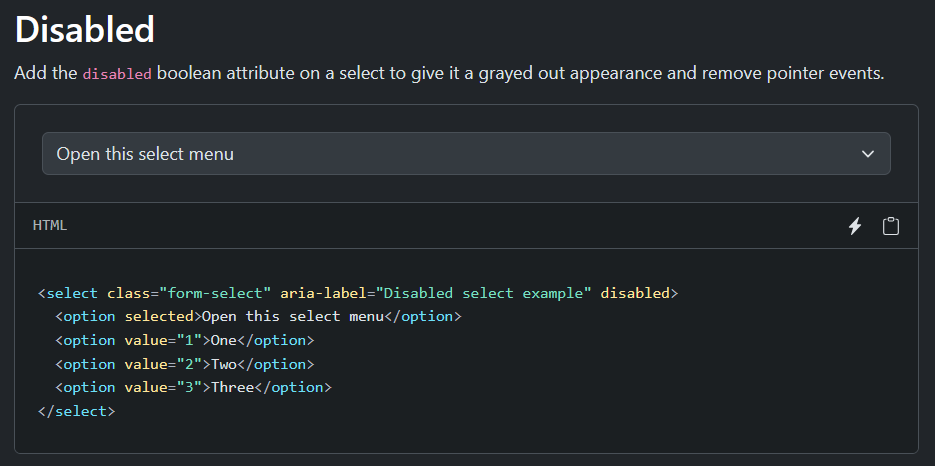 Disabled
Add the disabled boolean attribute on a select to give it a grayed out appearance and remove pointer events.
Open this select menu
HTML
<select class="form-select" aria-label="Disabled select example" disabled>
  <option selected>Open this select menu</option>
  <option value="1">One</option>
  <option value="2">Two</option>
  <option value="3">Three</option>
</select>